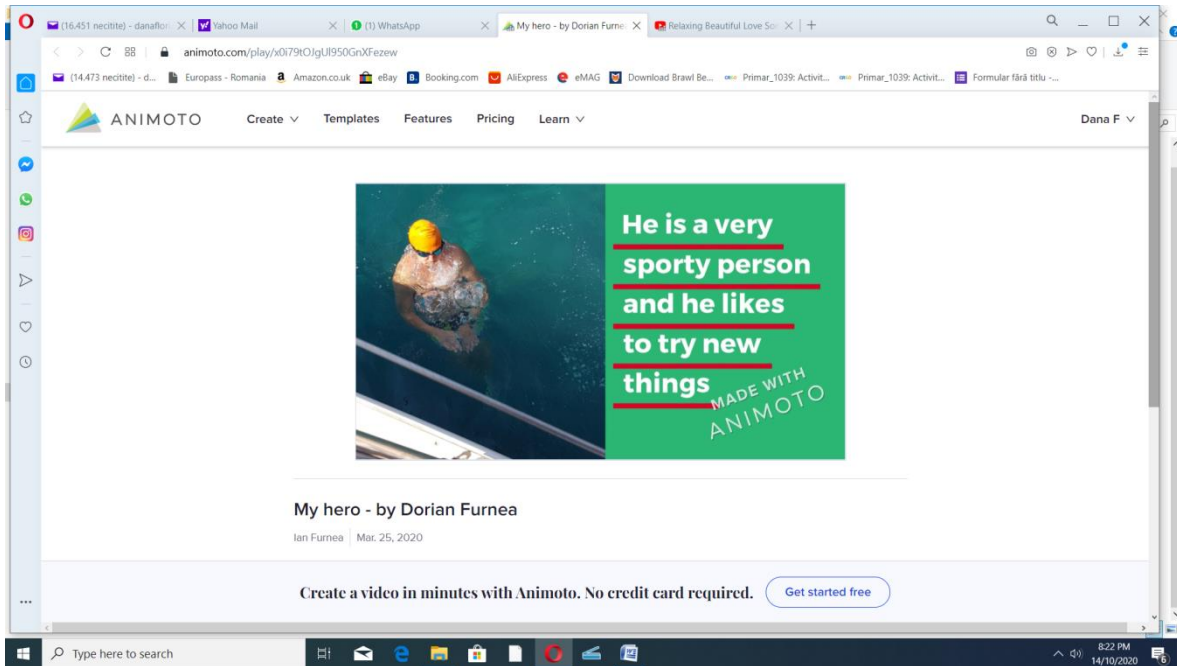 (16.451 necitite) - danaflori
Yahoo Mail
(1) WhatsApp
My hero - by Dorian Furne
Relaxing Beautiful Love Son
animoto.com/play/x0i79tOJgUl950GnXFezew
(14.473 necitite) - d...
Europass - Romania
Amazon.co.uk
eBay
Booking.com
AliExpress
eMAG
Download Brawl Be...
Primar_1039: Activit...
Primar_1039: Activit...
Formular fără titlu -...
ANIMOTO
Create
Templates
Features
Pricing
Learn
Dana F
He is a very
sporty person
and he likes
to try new
things
MADE WITH
ANIMOTO
My hero - by Dorian Furnea
Ian Furnea
Mar. 25, 2020
Create a video in minutes with Animoto. No credit card required.
Get started free
Type here to search
8:22 PM
14/10/2020
6